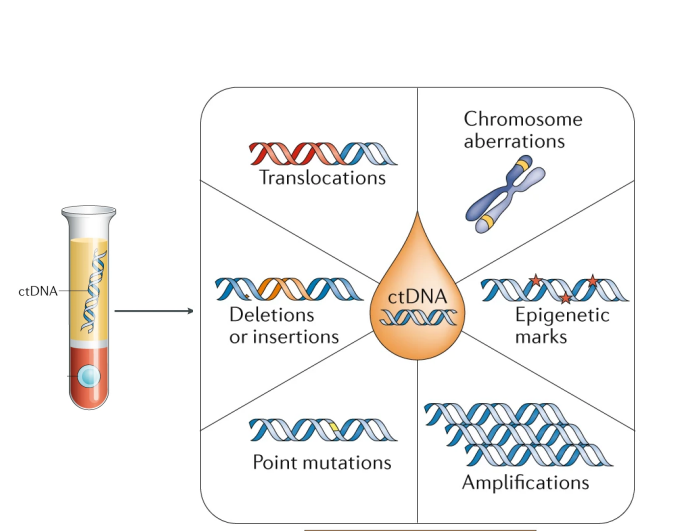 Chromosome
aberrations
Translocations
ctDNA
ctDNA
Deletions
or insertions
Epigenetic
marks
Point mutations
Amplifications